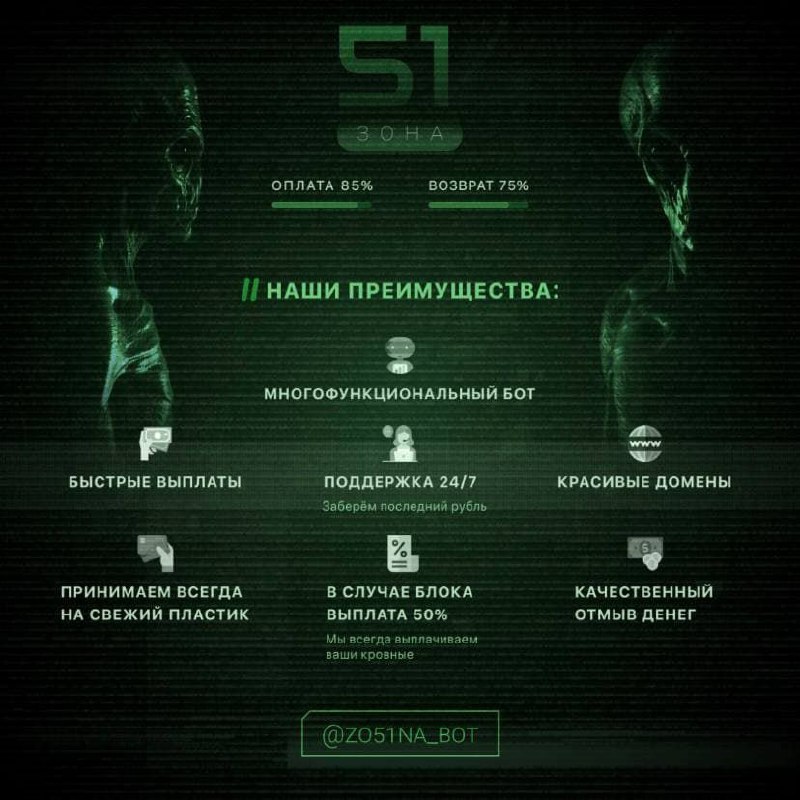 51
ЗОНА
ОПЛАТА 85%
ВОЗВРАТ 75%
// НАШИ ПРЕИМУЩЕСТВА:
МНОГОФУНКЦИОНАЛЬНЫЙ БОТ
БЫСТРЫЕ ВЫПЛАТЫ
ПОДДЕРЖКА 24/7
Заберём последний рубль
WWW
КРАСИВЫЕ ДОМЕНЫ
ПРИНИМАЕМ ВСЕГДА
НА СВЕЖИЙ ПЛАСТИК
В СЛУЧАЕ БЛОКА
ВЫПЛАТА 50%
Мы всегда выплачиваем
ваши кровные
КАЧЕСТВЕННЫЙ
ОТМЫВ ДЕНЕГ
@ZO51NA_BOT